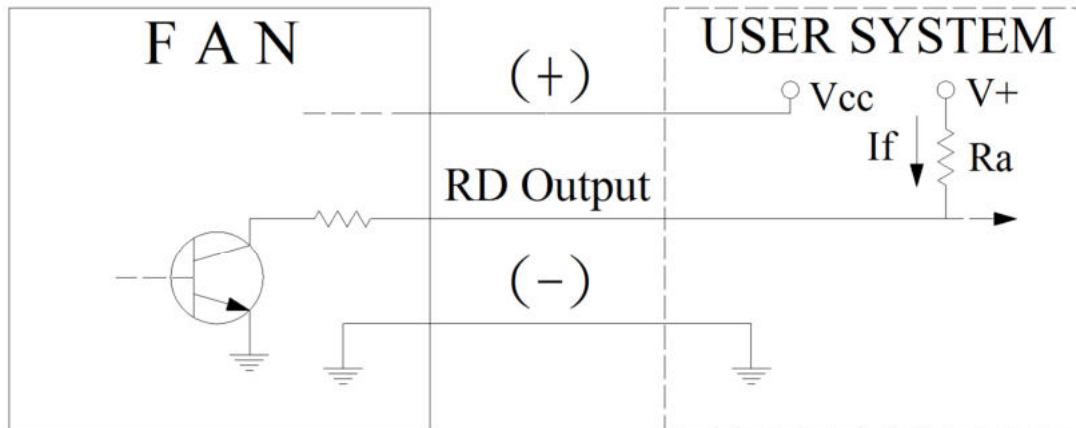 F A N
USER SYSTEM
(+)
Vcc
V+
If
Ra
RD Output
(-)